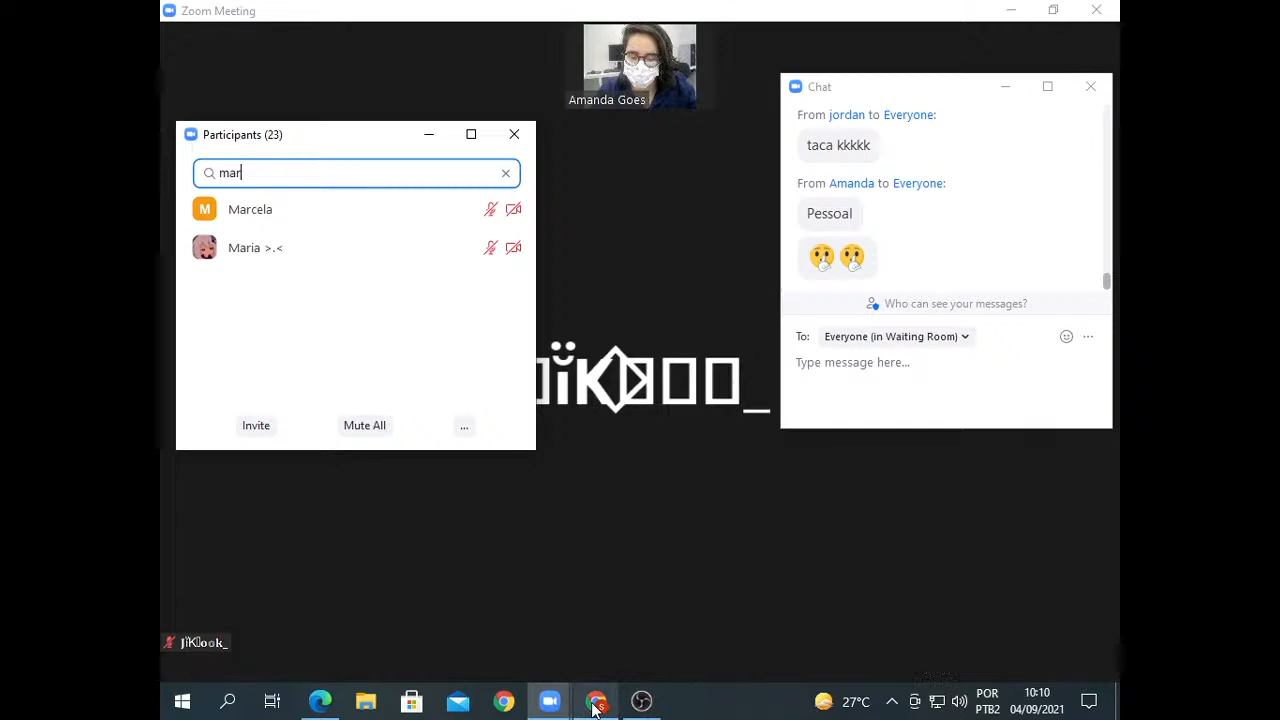 Zoom Meeting
Amanda Goes
Participants (23)
mar
M
Marcela
Maria >.<
Invite
Mute All
...
Chat
From jordan to Everyone:
taca kkkkk
From Amanda to Everyone:
Pessoal
🤫🤫
Who can see your messages?
To: Everyone (in Waiting Room)
Type message here...
27°C
POR
PTB2
10:10
04/09/2021